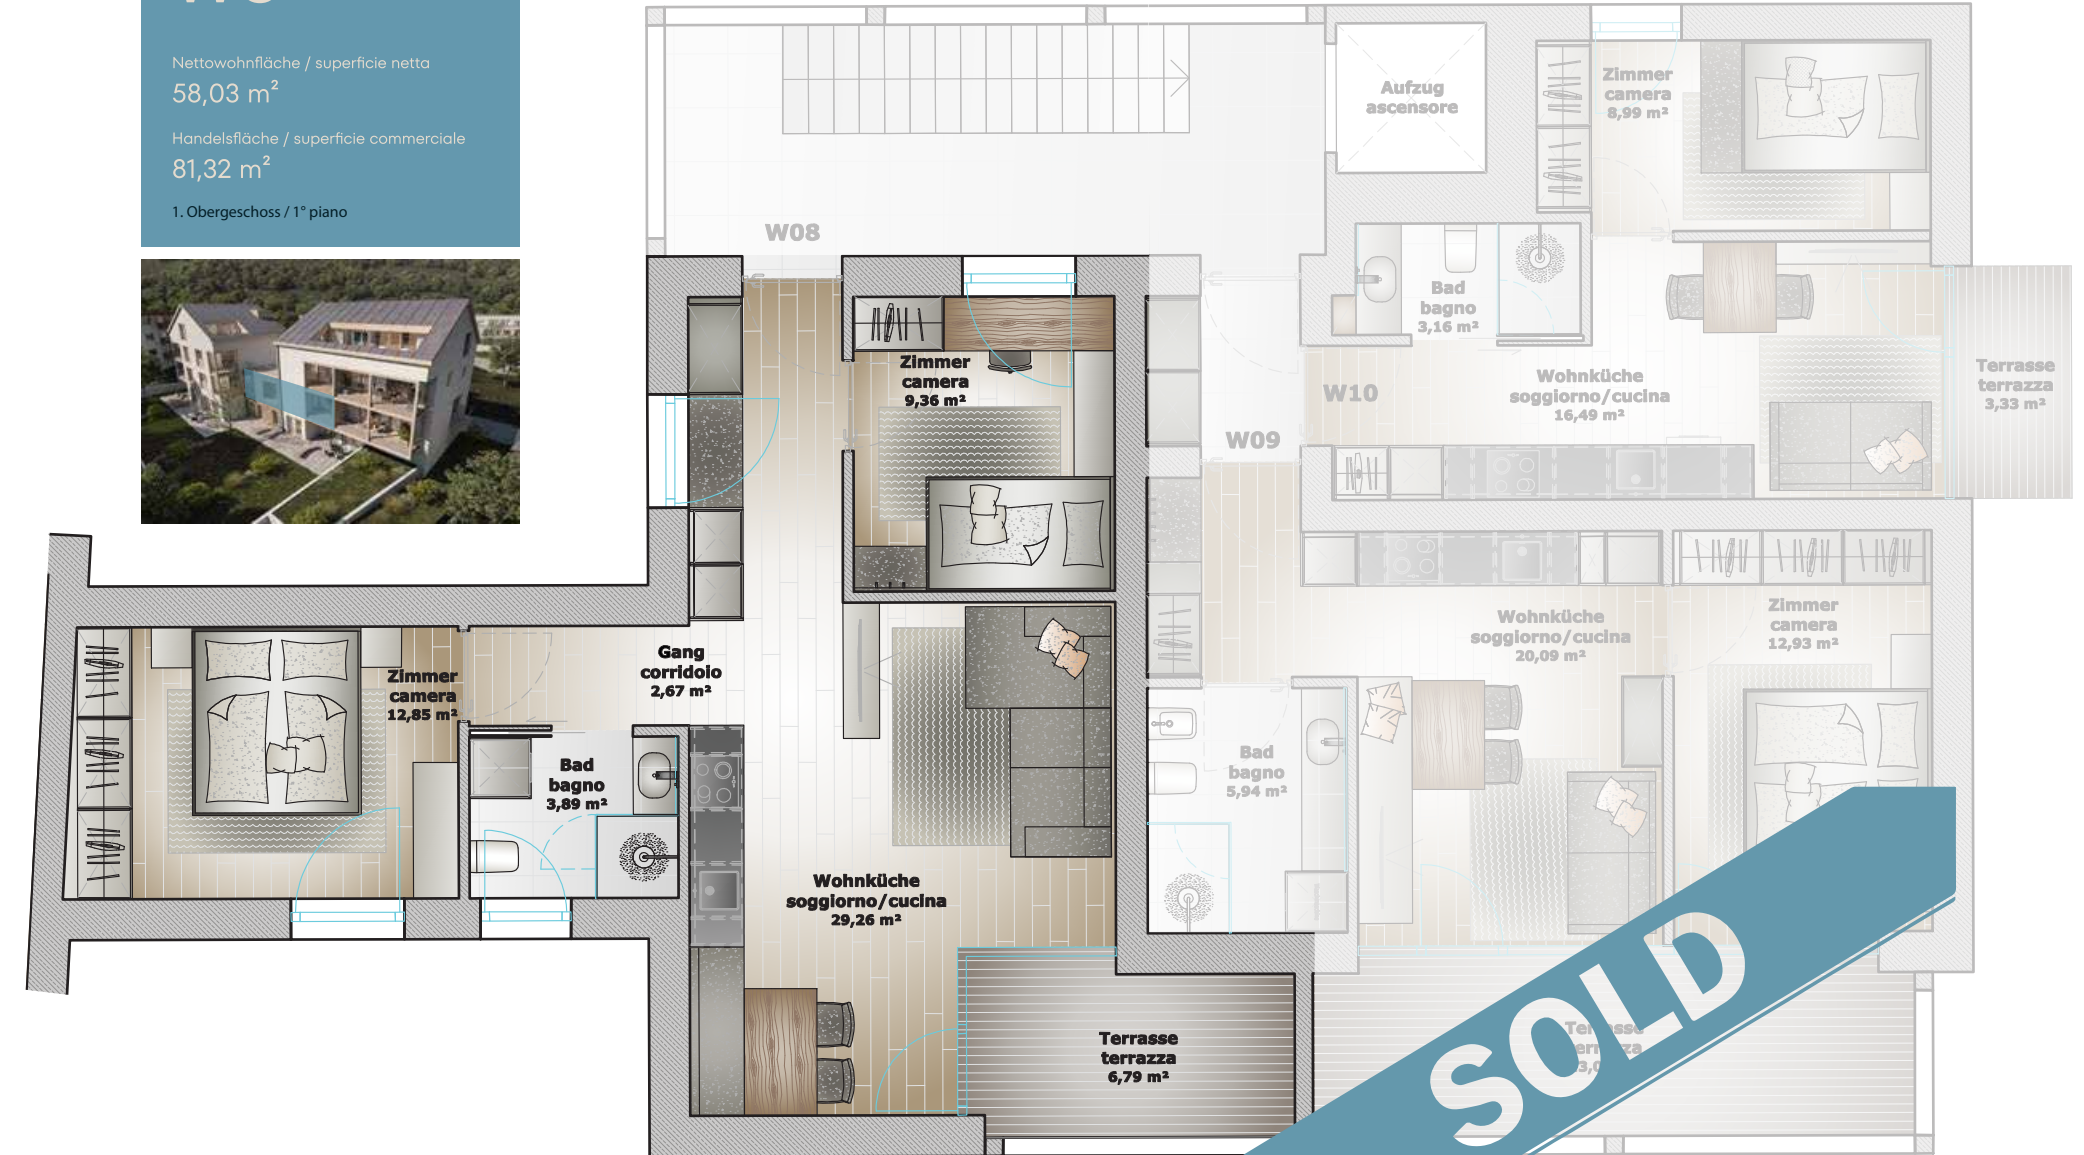 Nettowohnfläche / superficie netta
58,03 m²
Handelsfläche / superficie commerciale
81,32 m²
1. Obergeschoss / 1° piano
W08
Aufzug
ascensore
Zimmer
camera
8,99 m²
Bad
bagno
3,16 m²
Zimmer
camera
9,36 m²
W10
W09
Wohnküche
soggiorno/cucina
16,49 m²
Terrasse
terrazza
3,33 m²
Gang
corridoio
2,67 m²
Zimmer
camera
12,85 m²
Bad
bagno
3,89 m²
Wohnküche
soggiorno/cucina
20,09 m²
Zimmer
camera
12,93 m²
Bad
bagno
5,94 m²
Wohnküche
soggiorno/cucina
29,26 m²
Terrasse
terrazza
6,79 m²
SOLD